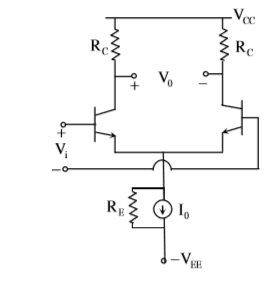 V_CC
R_C R_C
+ V_0 −
+
V_i
−
R_E I_0
−V_EE